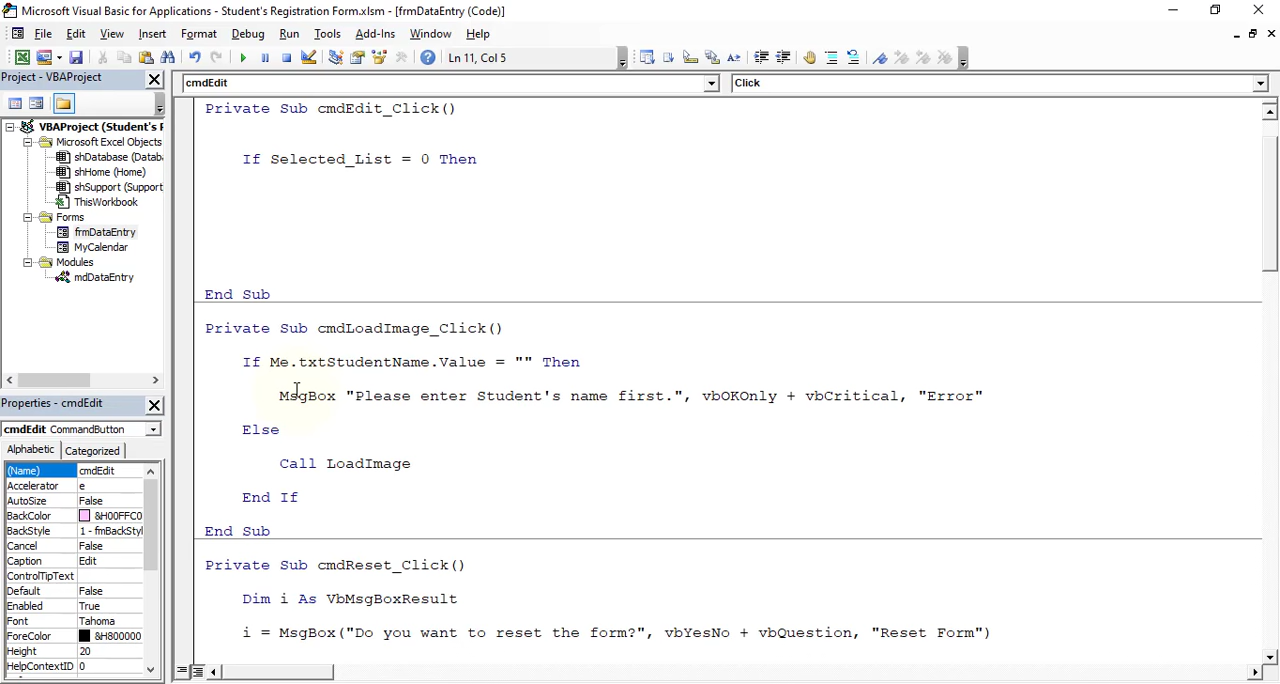 Microsoft Visual Basic for Applications - Student's Registration Form.xlsm - [frmDataEntry (Code)]
File Edit View Insert Format Debug Run Tools Add-Ins Window Help
Ln 11, Col 5
Project - VBAProject
cmdEdit
Click
VBAProject (Student's F
Microsoft Excel Objects
shDatabase (Datab
shHome (Home)
shSupport (Support
ThisWorkbook
Forms
frmDataEntry
MyCalendar
Modules
mdDataEntry
Properties - cmdEdit
cmdEdit CommandButton
Alphabetic Categorized
(Name) cmdEdit
Accelerator e
AutoSize False
BackColor &H00FFC0
BackStyle 1 - fmBackStyl
Cancel False
Caption Edit
ControlTipText
Default False
Enabled True
Font Tahoma
ForeColor &H800000
Height 20
HelpContextID 0
Private Sub cmdEdit_Click()
If Selected_List = 0 Then
End Sub
Private Sub cmdLoadImage_Click()
If Me.txtStudentName.Value = "" Then
MsgBox "Please enter Student's name first.", vbOKOnly + vbCritical, "Error"
Else
Call LoadImage
End If
End Sub
Private Sub cmdReset_Click()
Dim i As VbMsgBoxResult
i = MsgBox("Do you want to reset the form?", vbYesNo + vbQuestion, "Reset Form")